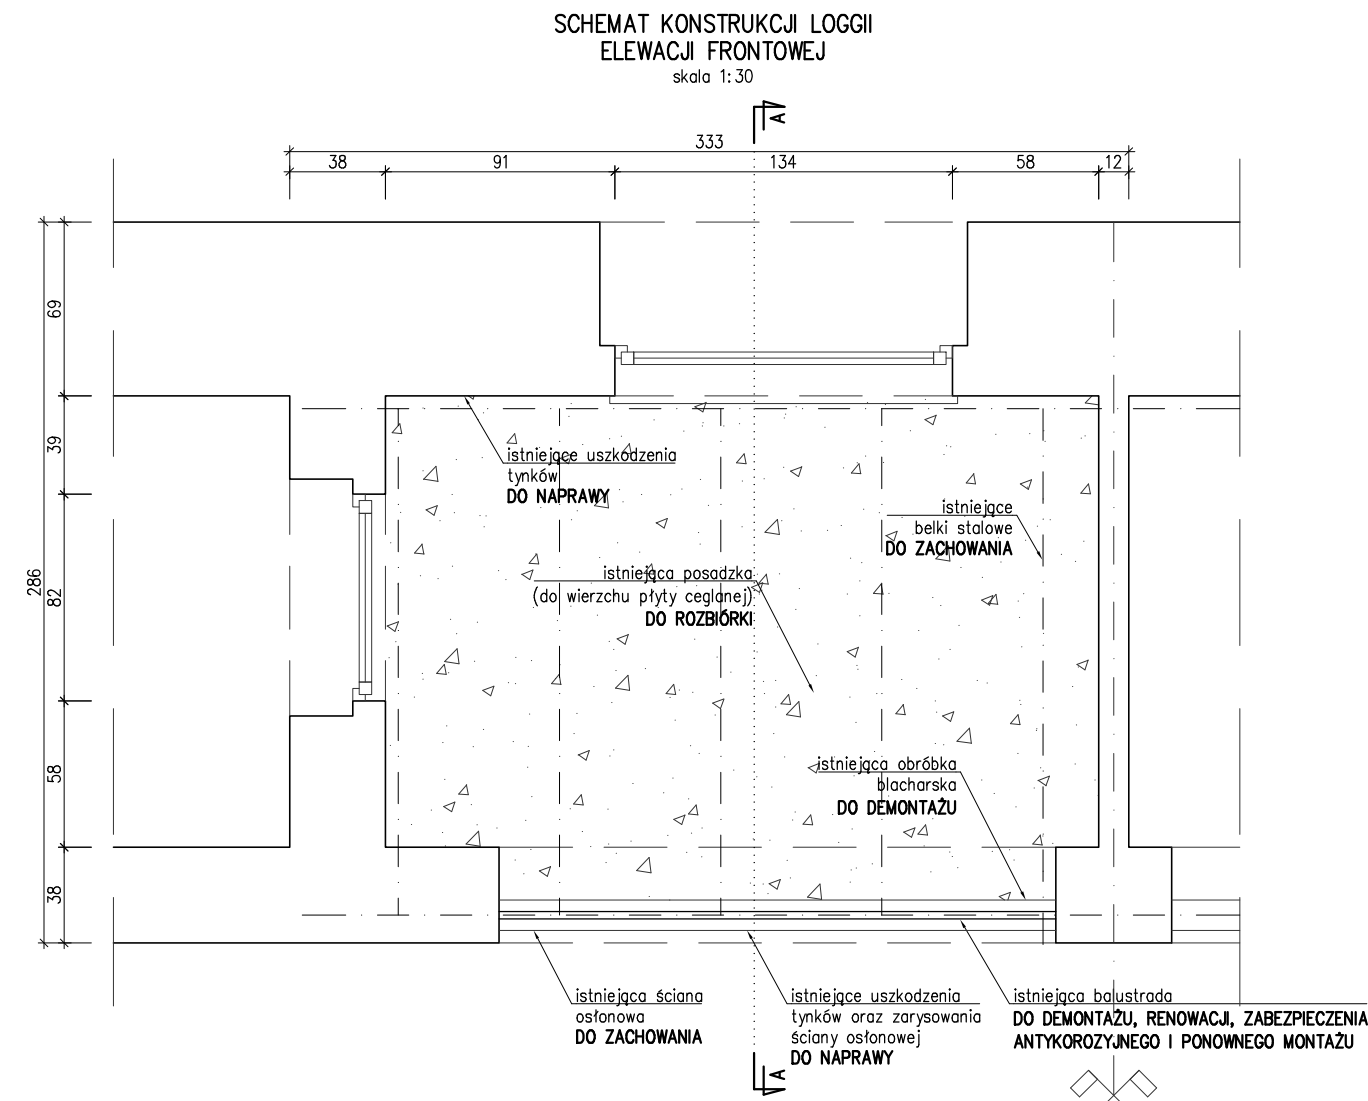 SCHEMAT KONSTRUKCJI LOGGII
ELEWACJI FRONTOWEJ
skala 1:30
A
333
38 91 134 58 12
69
39
286
82
58
38
istniejące uszkodzenia
tynków
DO NAPRAWY
istniejące
belki stalowe
DO ZACHOWANIA
istniejąca posadzka
(do wierzchu płyty ceglanej)
DO ROZBIÓRKI
istniejąca obróbka
blacharska
DO DEMONTAŻU
istniejąca ściana
osłonowa
DO ZACHOWANIA
istniejące uszkodzenia
tynków oraz zarysowania
ściany osłonowej
DO NAPRAWY
istniejąca balustrada
DO DEMONTAŻU, RENOWACJI, ZABEZPIECZENIA
ANTYKOROZYJNEGO I PONOWNEGO MONTAŻU
A